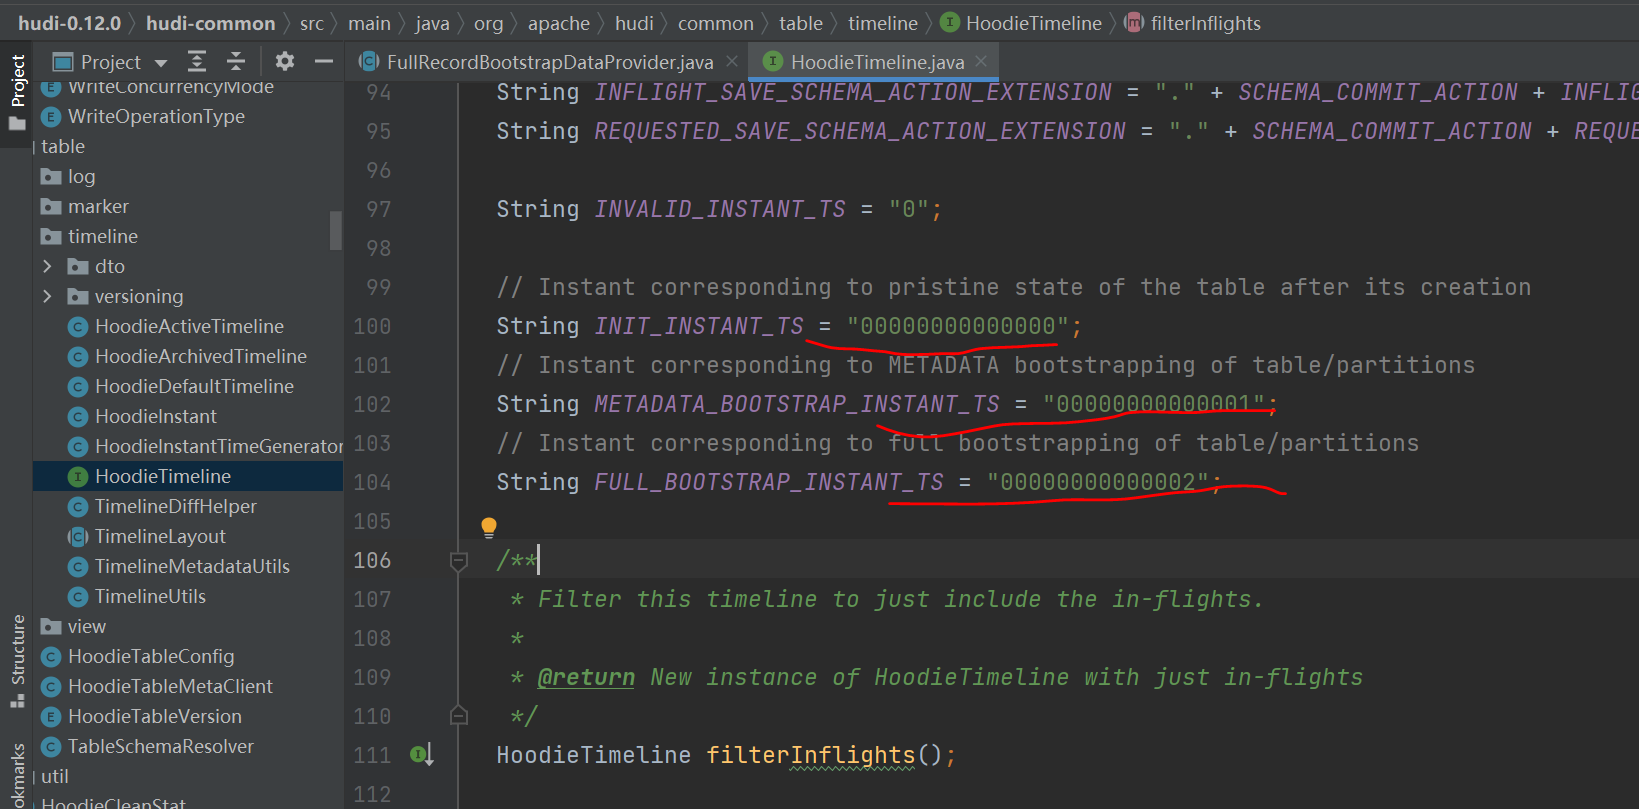 hudi-0.12.0 hudi-common src main java org apache hudi common table timeline HoodieTimeline filterInflights
Project
Project
FullRecordBootstrapDataProvider.java
HoodieTimeline.java
WriteConcurrencyMode
WriteOperationType
table
log
marker
timeline
dto
versioning
HoodieActiveTimeline
HoodieArchivedTimeline
HoodieDefaultTimeline
HoodieInstant
HoodieInstantTimeGenerator
HoodieTimeline
TimelineDiffHelper
TimelineLayout
TimelineMetadataUtils
TimelineUtils
view
HoodieTableConfig
HoodieTableMetaClient
HoodieTableVersion
TableSchemaResolver
util
HoodieCleanStat
Structure
okmarks
94 String INFLIGHT_SAVE_SCHEMA_ACTION_EXTENSION = "." + SCHEMA_COMMIT_ACTION + INFLIG
95 String REQUESTED_SAVE_SCHEMA_ACTION_EXTENSION = "." + SCHEMA_COMMIT_ACTION + REQUE
96
97 String INVALID_INSTANT_TS = "0";
98
99 // Instant corresponding to pristine state of the table after its creation
100 String INIT_INSTANT_TS = "00000000000000";
101 // Instant corresponding to METADATA bootstrapping of table/partitions
102 String METADATA_BOOTSTRAP_INSTANT_TS = "00000000000001";
103 // Instant corresponding to full bootstrapping of table/partitions
104 String FULL_BOOTSTRAP_INSTANT_TS = "00000000000002";
105
106 /**
107 * Filter this timeline to just include the in-flights.
108 *
109 * @return New instance of HoodieTimeline with just in-flights
110 */
111 HoodieTimeline filterInflights();
112